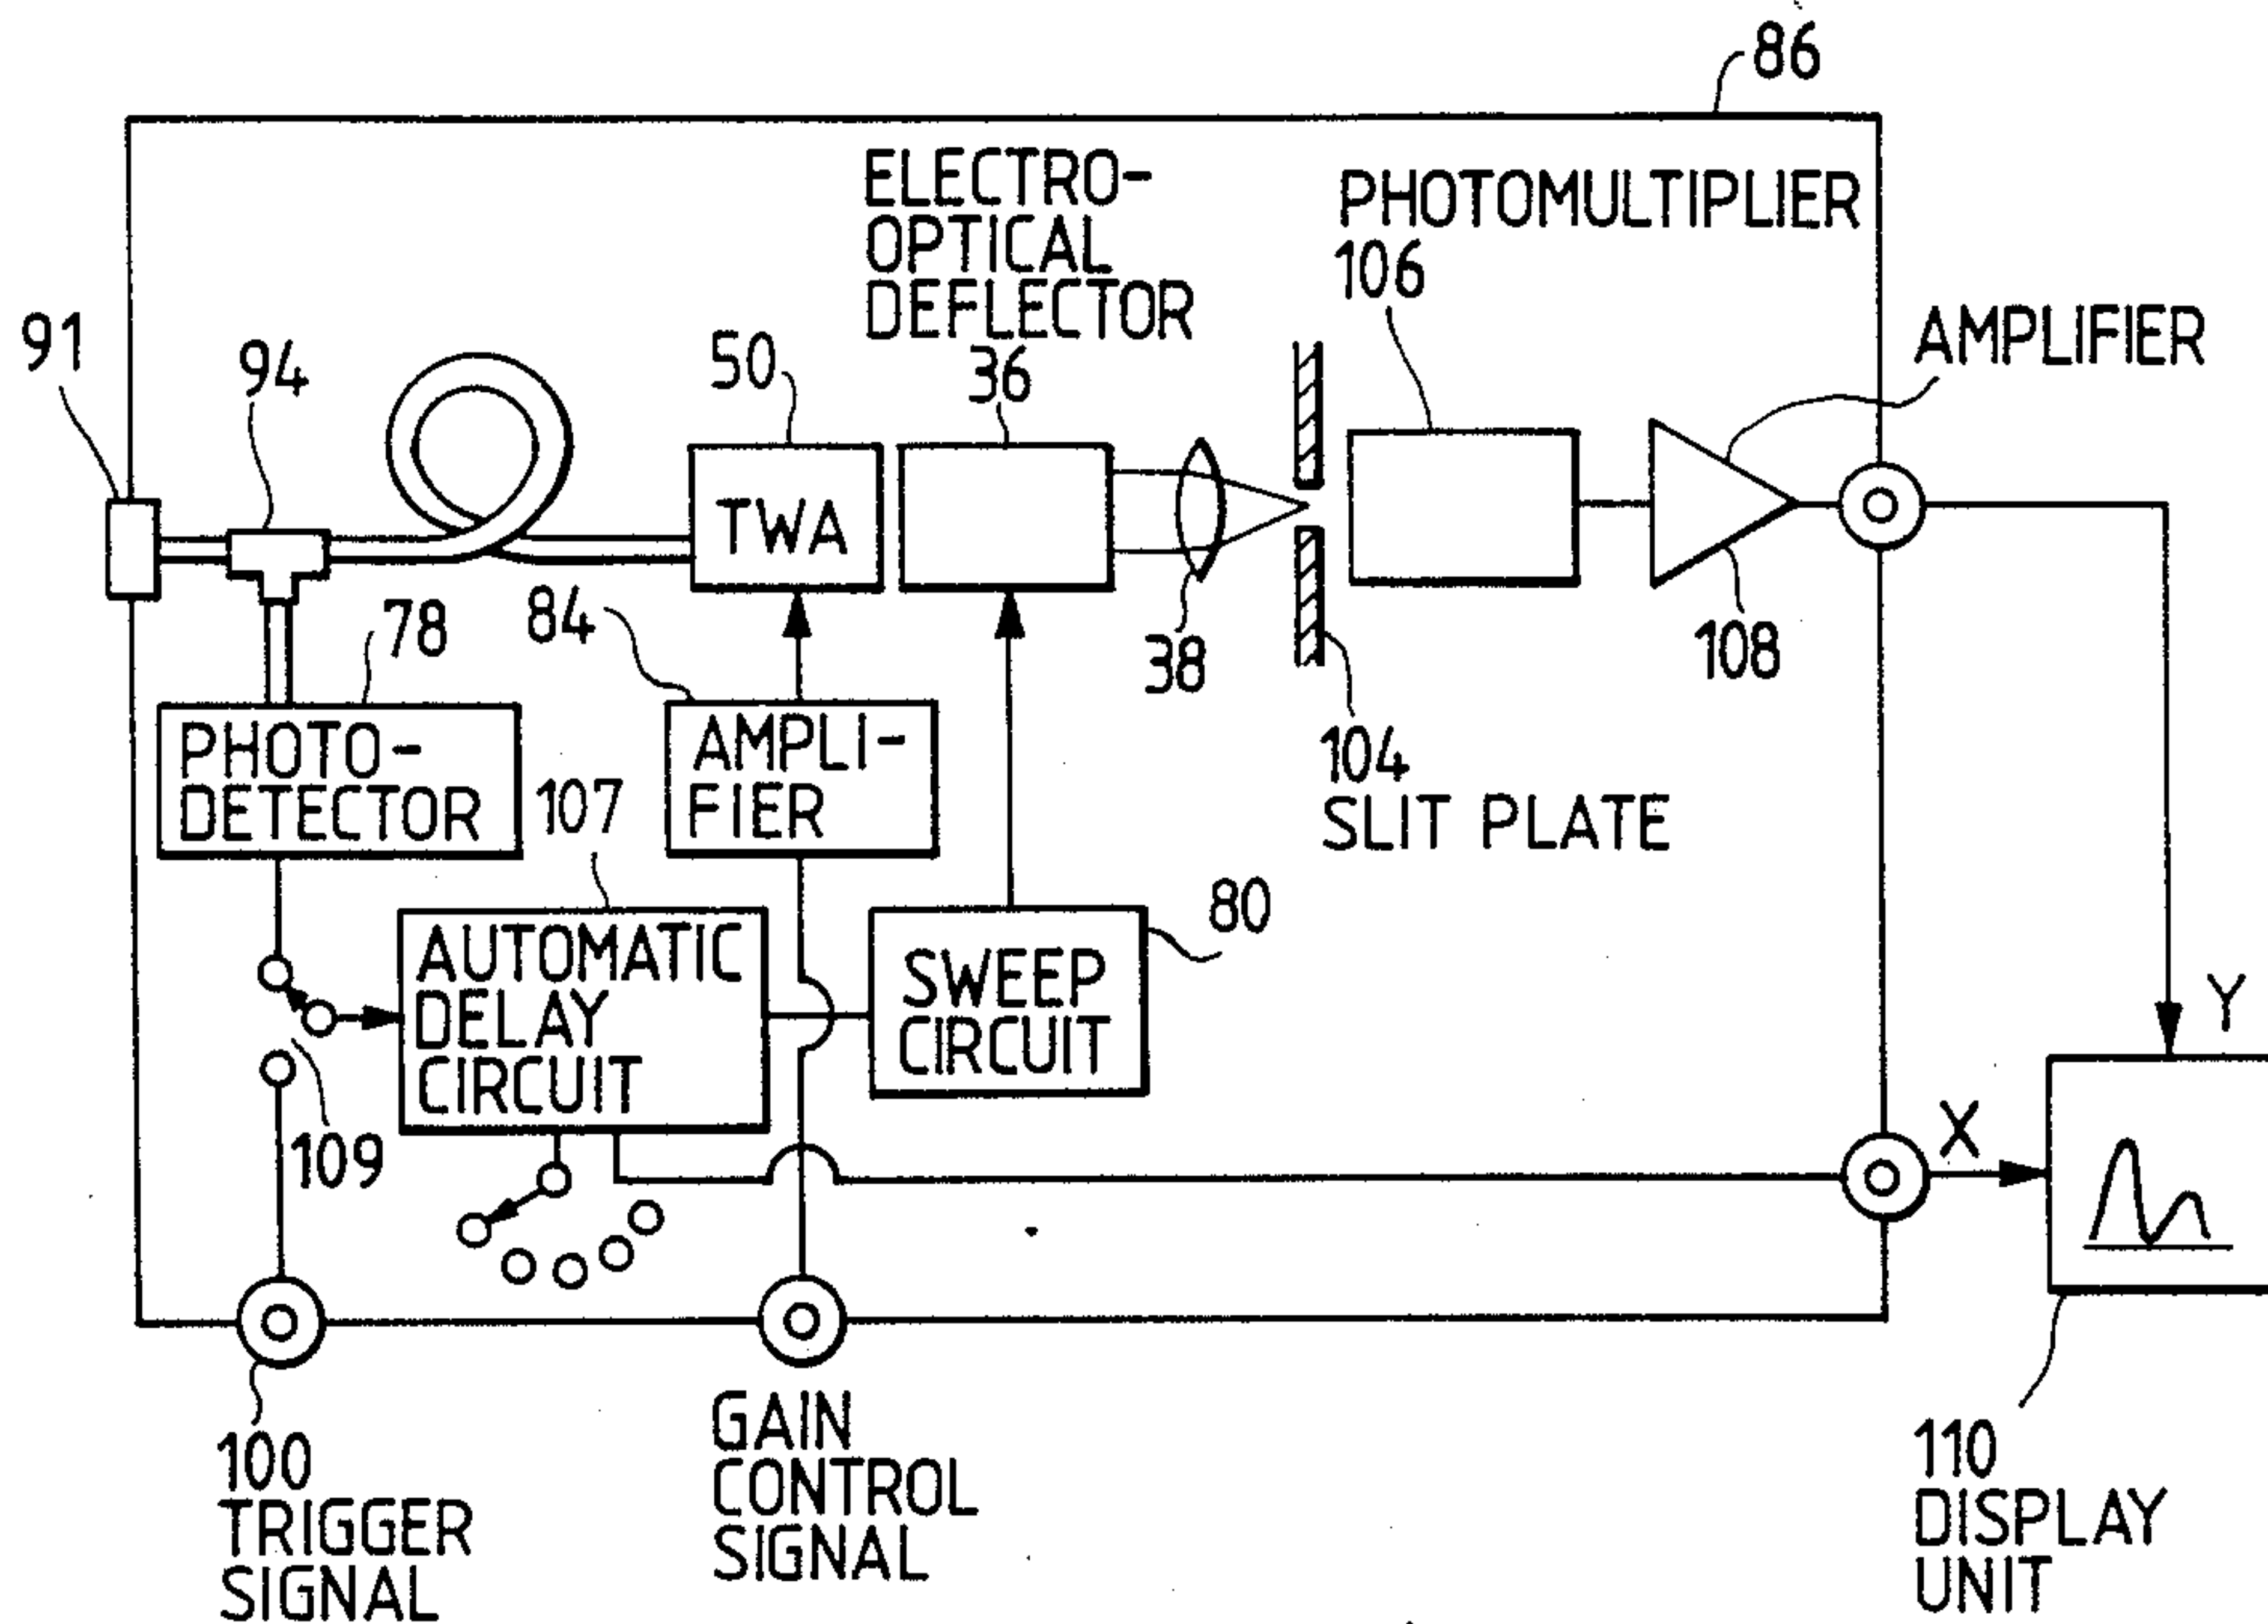 86
ELECTRO-
OPTICAL
DEFLECTOR
36
PHOTOMULTIPLIER
106
AMPLIFIER
91
94
50
TWA
38
108
84
78
PHOTO-
DETECTOR
AMPLI-
FIER
104
SLIT PLATE
107
80
AUTOMATIC
DELAY
CIRCUIT
SWEEP
CIRCUIT
Y
X
109
100
TRIGGER
SIGNAL
GAIN
CONTROL
SIGNAL
110
DISPLAY
UNIT